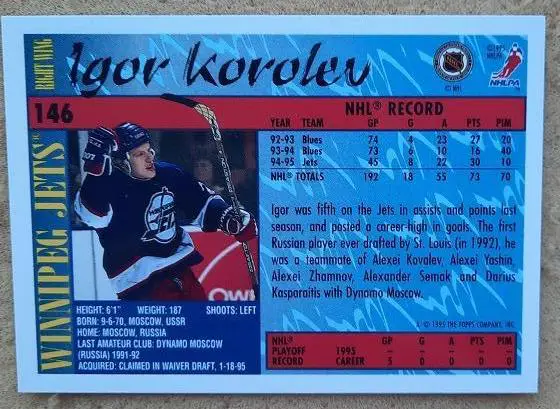 RIGHT WING
Igor Korolev
NHL
© NHL
© 1995
NHLPA
NHLPA
146
WINNIPEG JETS
NHL® RECORD
YEAR TEAM GP G A PTS PIM
92-93 Blues 74 4 23 27 20
93-94 Blues 73 6 10 16 40
94-95 Jets 45 8 22 30 10
NHL TOTALS 192 18 55 73 70
Igor was fifth on the Jets in assists and points last
season, and posted a career-high in goals. The first
Russian player ever drafted by St. Louis (in 1992), he
was a teammate of Alexei Kovalev, Alexei Yashin,
Alexei Zhamnov, Alexander Semak and Darius
Kasparaitis with Dynamo Moscow.
HEIGHT: 6'1" WEIGHT: 187 SHOOTS: LEFT
BORN: 9-6-70, MOSCOW, USSR
HOME: MOSCOW, RUSSIA
LAST AMATEUR CLUB: DYNAMO MOSCOW
(RUSSIA) 1991-92
ACQUIRED: CLAIMED IN WAIVER DRAFT, 1-18-95
A © 1995 THE TOPPS COMPANY, INC.
NHL® GP G A PTS PIM
PLAYOFF 1995 — — — — —
RECORD CAREER 5 0 0 0 0